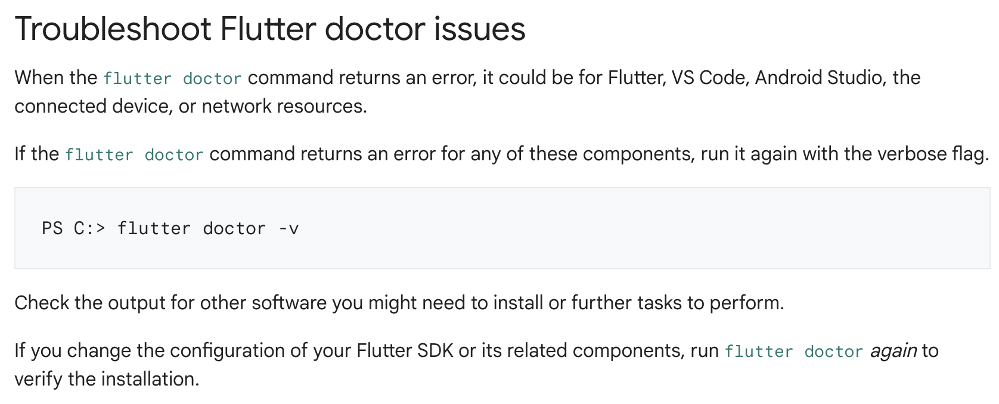 Troubleshoot Flutter doctor issues
When the flutter doctor command returns an error, it could be for Flutter, VS Code, Android Studio, the
connected device, or network resources.
If the flutter doctor command returns an error for any of these components, run it again with the verbose flag.
PS C:> flutter doctor -v
Check the output for other software you might need to install or further tasks to perform.
If you change the configuration of your Flutter SDK or its related components, run flutter doctor again to
verify the installation.